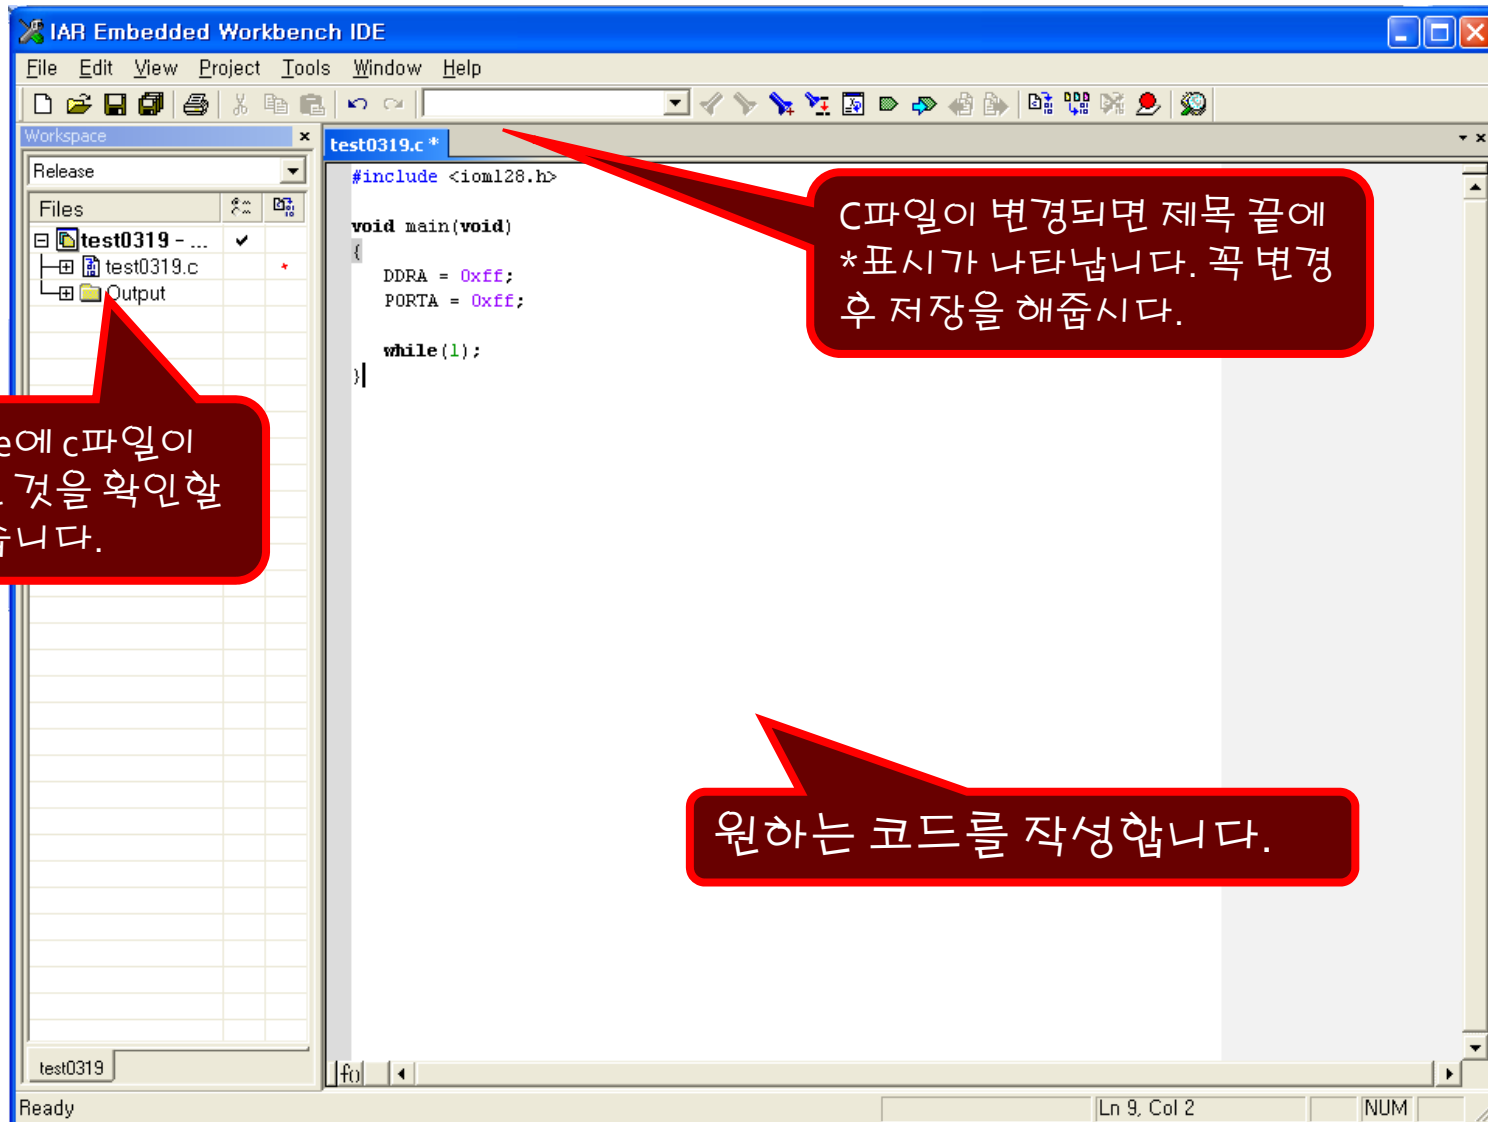 IAR Embedded Workbench IDE
File Edit View Project Tools Window Help
Workspace
Release
Files
test0319 - ...
test0319.c
Output
test0319
test0319.c *
#include <iom128.h>
void main(void)
{
DDRA = 0xff;
PORTA = 0xff;
while(1);
}
C파일이 변경되면 제목 끝에
*표시가 나타납니다. 꼭 변경
후 저장을 해줍시다.
e에 c파일이
것을 확인할
습니다.
원하는 코드를 작성합니다.
f()
Ready
Ln 9, Col 2
NUM